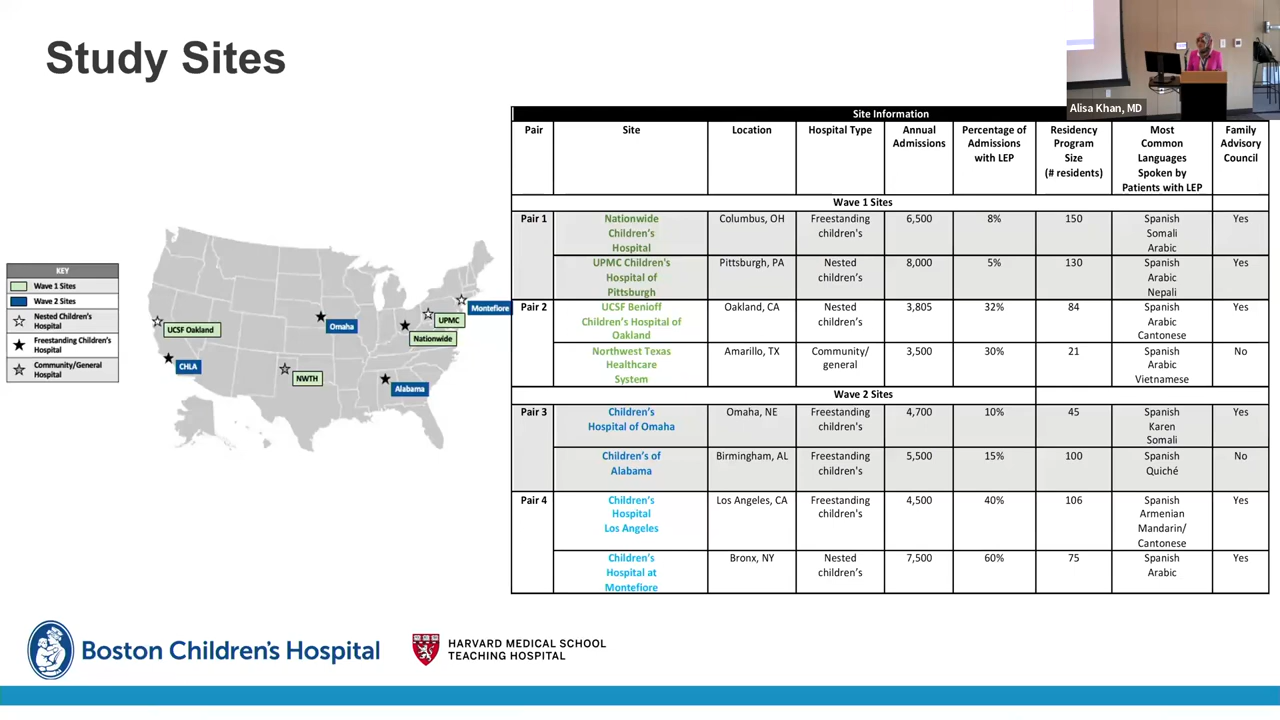 Study Sites
Alisa Khan, MD
KEY
Wave 1 Sites
Wave 2 Sites
Nested Children's
Hospital
Freestanding Children's
Hospital
Community/General
Hospital
UCSF Oakland
CHLA
Omaha
NWTH
Nationwide
UPMC
Montefiore
Alabama
Site Information
Pair
Site
Location
Hospital Type
Annual
Admissions
Percentage of
Admissions
with LEP
Residency
Program
Size
(# residents)
Most
Common
Languages
Spoken by
Patients with LEP
Family
Advisory
Council
Wave 1 Sites
Pair 1
Nationwide
Children's
Hospital
Columbus, OH
Freestanding
children's
6,500
8%
150
Spanish
Somali
Arabic
Yes
UPMC Children's
Hospital of
Pittsburgh
Pittsburgh, PA
Nested
children's
8,000
5%
130
Spanish
Arabic
Nepali
Yes
Pair 2
UCSF Benioff
Children's Hospital of
Oakland
Oakland, CA
Nested
children's
3,805
32%
84
Spanish
Arabic
Cantonese
Yes
Northwest Texas
Healthcare
System
Amarillo, TX
Community/
general
3,500
30%
21
Spanish
Arabic
Vietnamese
No
Wave 2 Sites
Pair 3
Children's
Hospital of Omaha
Omaha, NE
Freestanding
children's
4,700
10%
45
Spanish
Karen
Somali
Yes
Children's of
Alabama
Birmingham, AL
Freestanding
children's
5,500
15%
100
Spanish
Quiché
No
Pair 4
Children's
Hospital
Los Angeles
Los Angeles, CA
Freestanding
children's
4,500
40%
106
Spanish
Armenian
Mandarin/
Cantonese
Yes
Children's
Hospital at
Montefiore
Bronx, NY
Nested
children's
7,500
60%
75
Spanish
Arabic
Yes
Boston Children's Hospital
HARVARD MEDICAL SCHOOL
TEACHING HOSPITAL